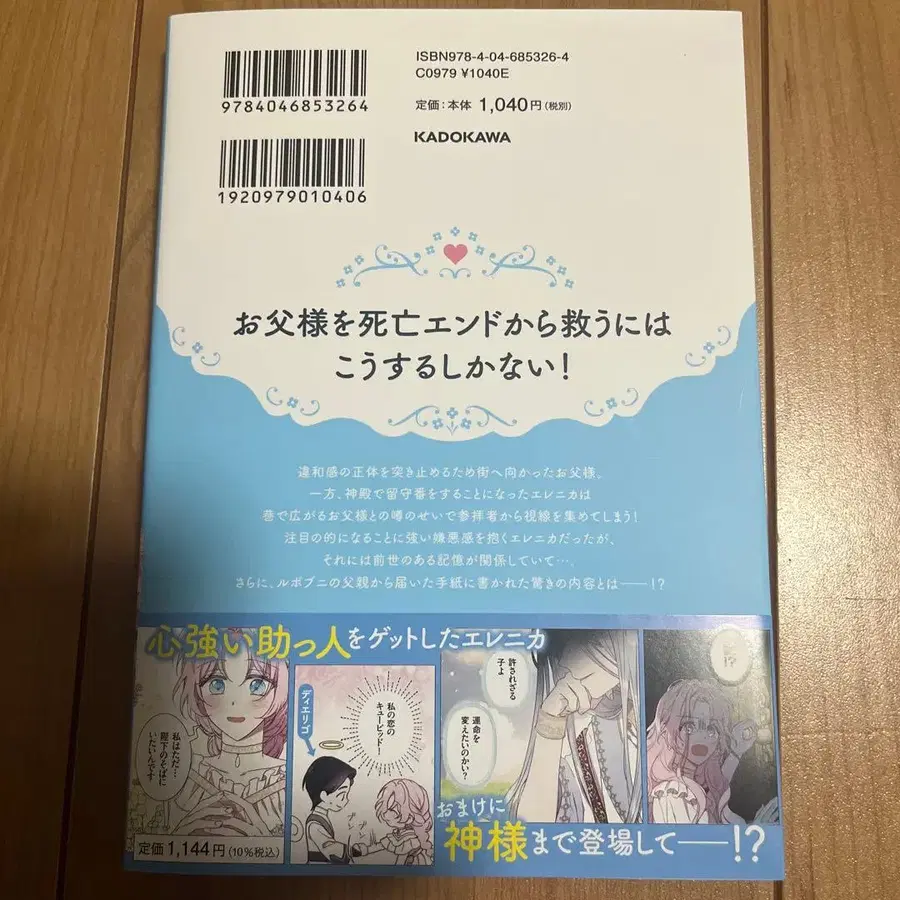 ISBN978-4-04-685326-4
C0979 ¥1040E
9784046853264
定価:本体1,040円(税別)
KADOKAWA
1920979010406
お父様を死亡エンドから救うには
こうするしかない!
違和感の正体を突き止めるため街へ向かったお父様。
一方、神殿で留守番をすることになったエレニカは
巷で広がるお父様との噂のせいで参拝者から視線を集めてしまう!
注目の的になることに強い嫌悪感を抱くエレニカだったが、
それには前世のある記憶が関係していて…。
さらに、ルボブニの父親から届いた手紙に書かれた驚きの内容とは――!?
心強い助っ人をゲットしたエレニカ
私はただ…
陛下のそばに
いたいんです
ディエリゴ
私の恋の
キューピッド!
許されざる
子よ
運命を
変えたいのかい?
おまけに
神様まで登場して――!?
定価1,144円(10%税込)